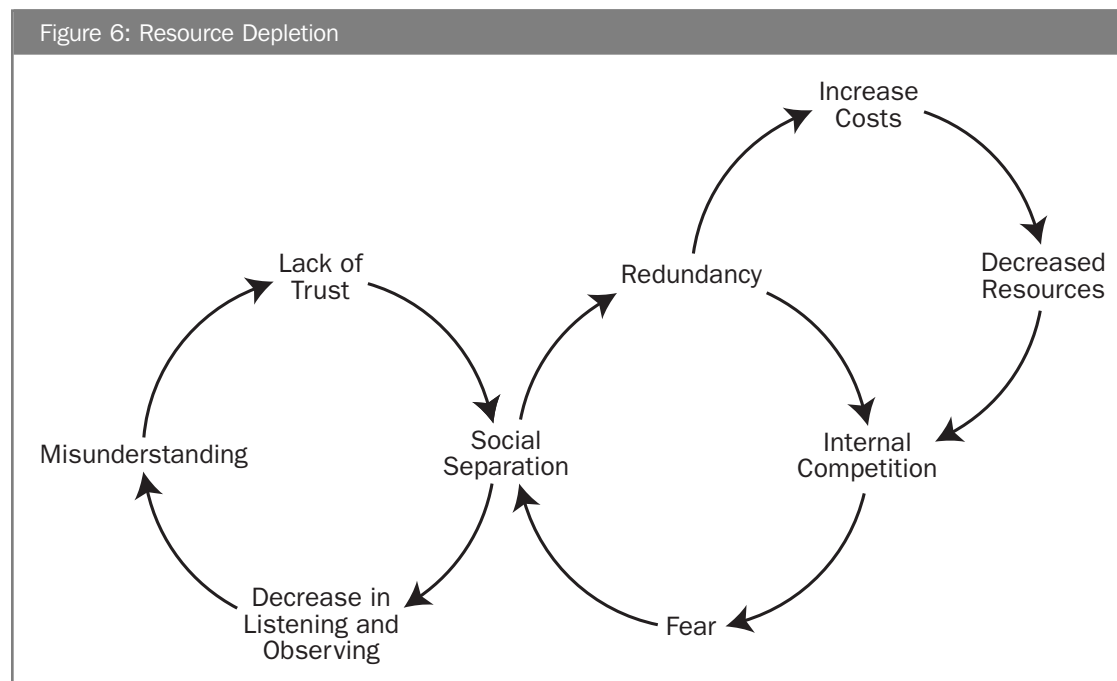 Figure 6: Resource Depletion
Increase
Costs
Lack of
Trust
Redundancy
Decreased
Resources
Misunderstanding
Social
Separation
Internal
Competition
Decrease in
Listening and
Observing
Fear